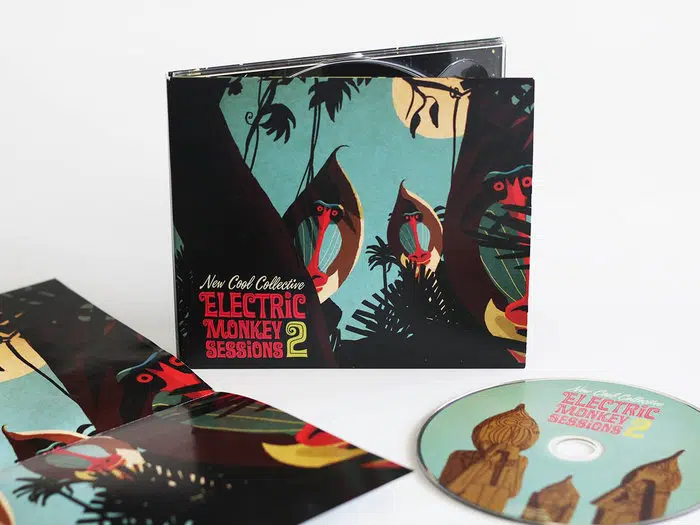 New Cool Collective
ELECTRIC
MONKEY
SESSIONS 2
New Cool Collective
ELECTRIC
MONKEY
SESSIONS 2